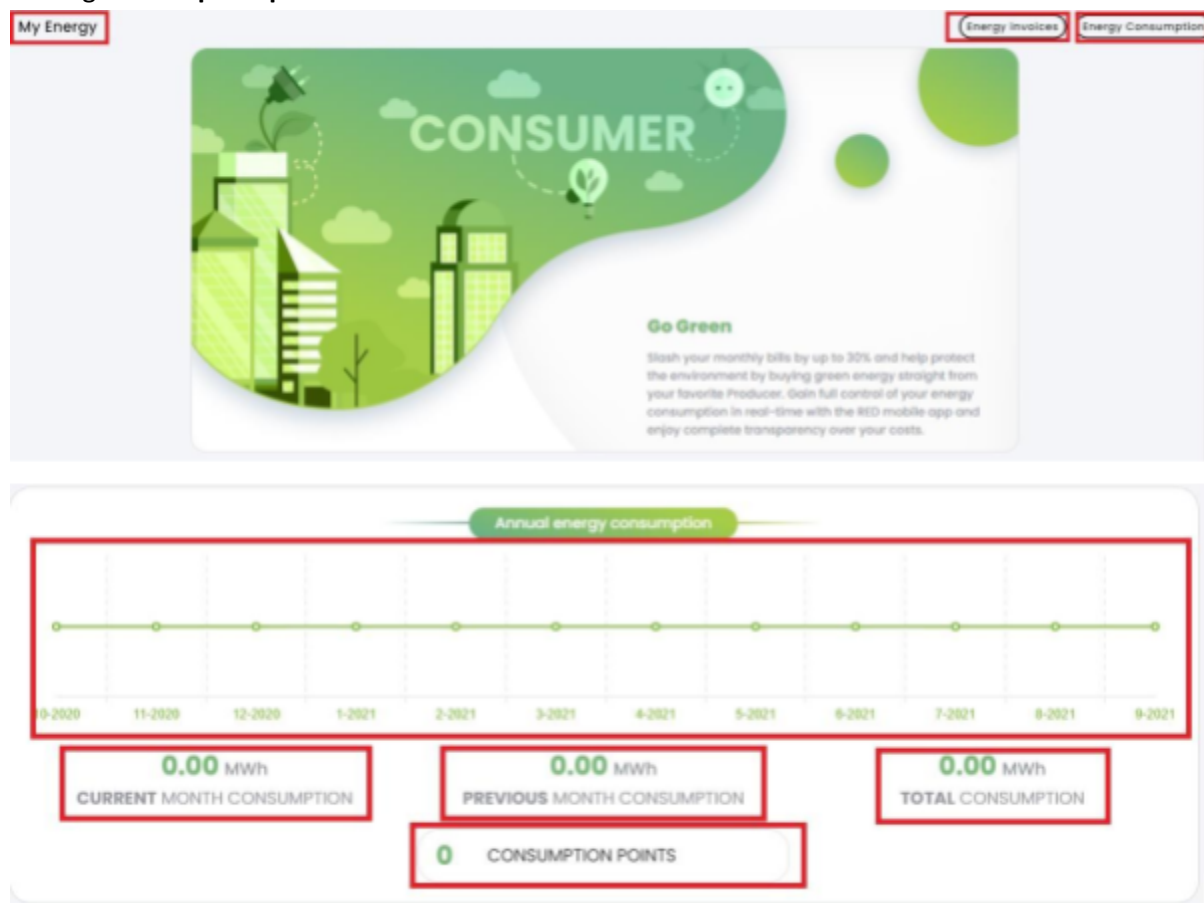 My Energy
Energy Invoices
Energy Consumption
CONSUMER
Go Green
Slash your monthly bills by up to 30% and help protect
the environment by buying green energy straight from
your favorite Producer. Gain full control of your energy
consumption in real-time with the RED mobile app and
enjoy complete transparency over your costs.
Annual energy consumption
10-2020 11-2020 12-2020 1-2021 2-2021 3-2021 4-2021 5-2021 6-2021 7-2021 8-2021 9-2021
0.00 MWh
CURRENT MONTH CONSUMPTION
0.00 MWh
PREVIOUS MONTH CONSUMPTION
0.00 MWh
TOTAL CONSUMPTION
0 CONSUMPTION POINTS